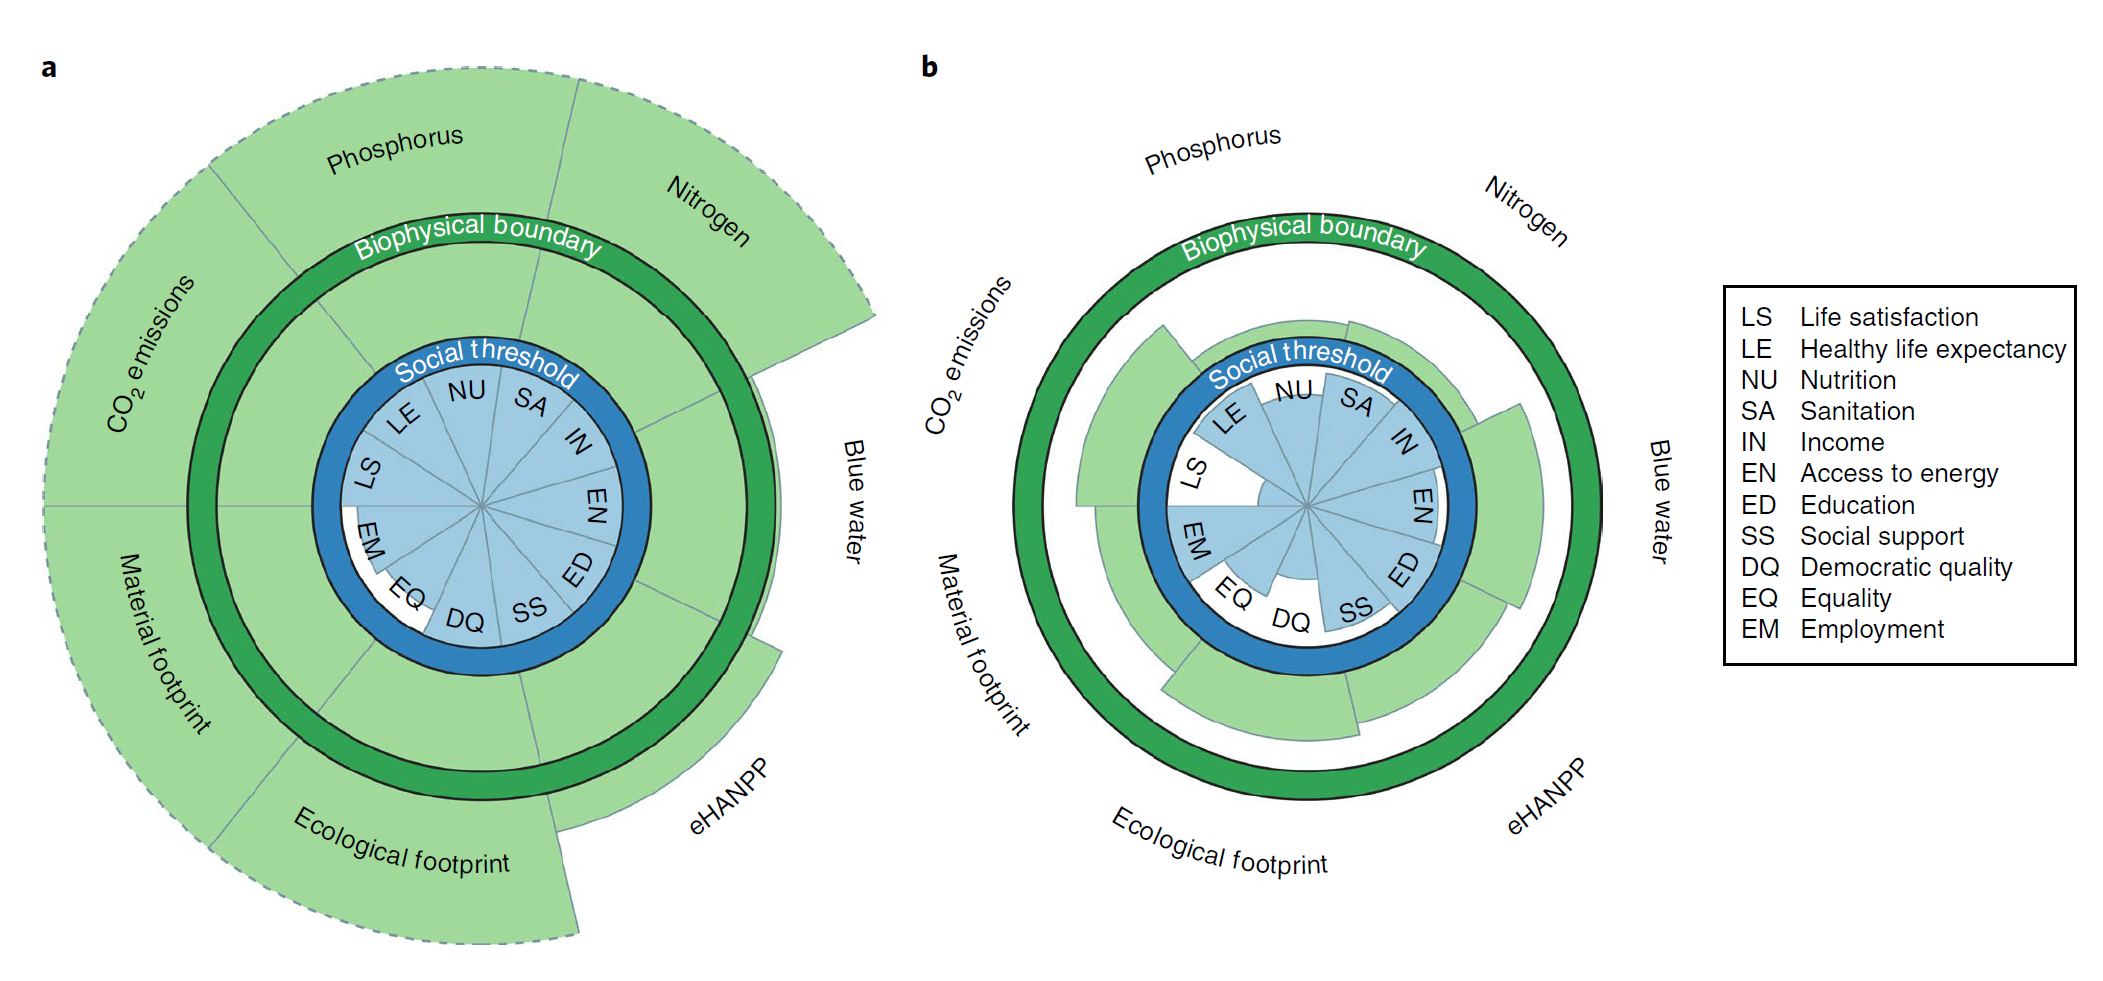 a
Phosphorus
Nitrogen
CO₂ emissions
Biophysical boundary
Blue water
Material footprint
eHANPP
Ecological footprint
Social threshold
LS
LE
NU
SA
IN
EN
ED
SS
DQ
EQ
EM
b
Phosphorus
Nitrogen
CO₂ emissions
Biophysical boundary
Blue water
Material footprint
eHANPP
Ecological footprint
Social threshold
LS
LE
NU
SA
IN
EN
ED
SS
DQ
EQ
EM
LS Life satisfaction
LE Healthy life expectancy
NU Nutrition
SA Sanitation
IN Income
EN Access to energy
ED Education
SS Social support
DQ Democratic quality
EQ Equality
EM Employment